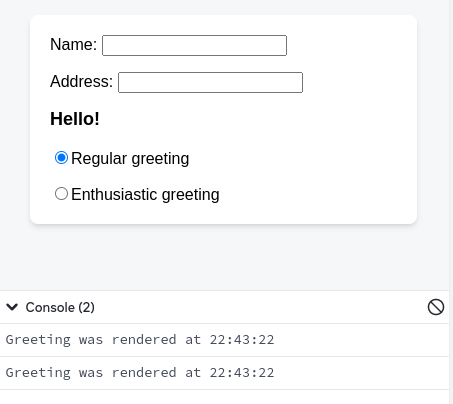 Name:
Address:
Hello!
Regular greeting
Enthusiastic greeting
Console (2)
Greeting was rendered at 22:43:22
Greeting was rendered at 22:43:22